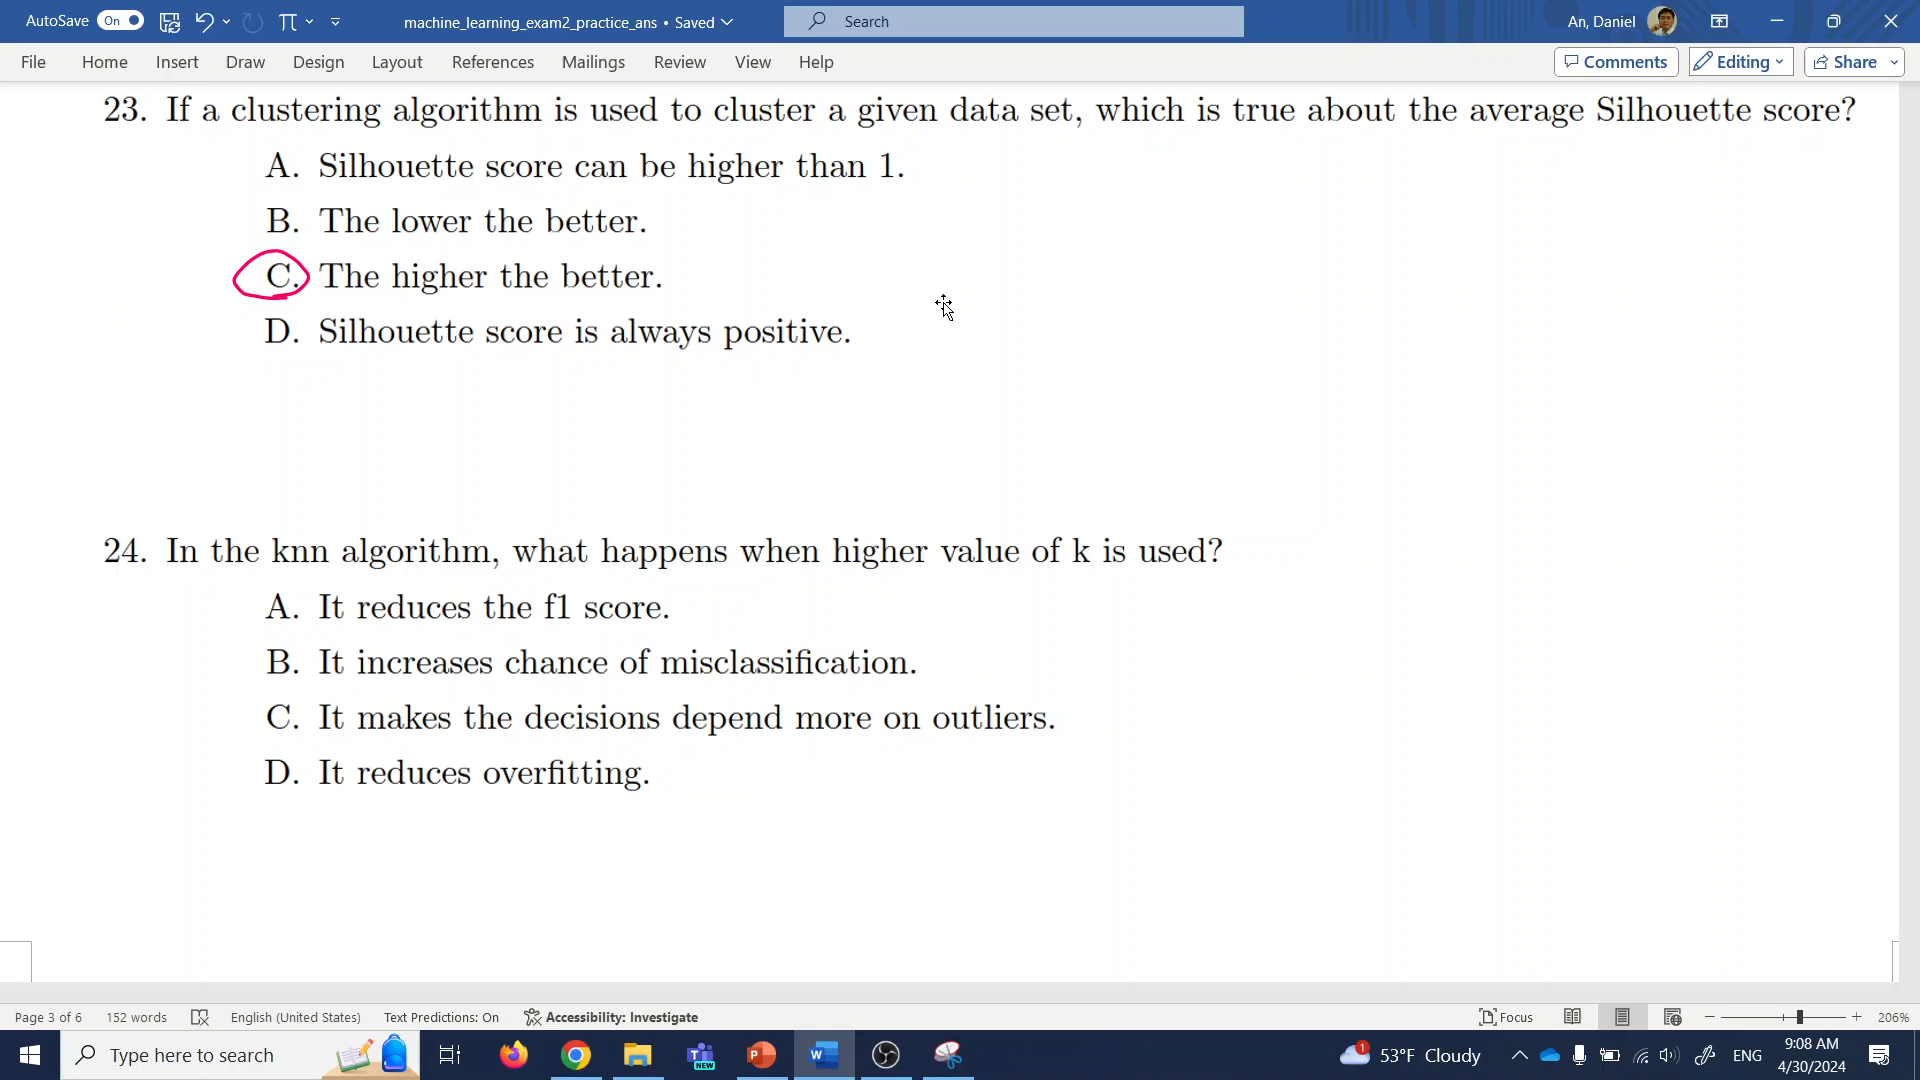 AutoSave On machine_learning_exam2_practice_ans • Saved Search An, Daniel
File Home Insert Draw Design Layout References Mailings Review View Help Comments Editing Share
23. If a clustering algorithm is used to cluster a given data set, which is true about the average Silhouette score?
A. Silhouette score can be higher than 1.
B. The lower the better.
C. The higher the better.
D. Silhouette score is always positive.
24. In the knn algorithm, what happens when higher value of k is used?
A. It reduces the f1 score.
B. It increases chance of misclassification.
C. It makes the decisions depend more on outliers.
D. It reduces overfitting.
Page 3 of 6 152 words English (United States) Text Predictions: On Accessibility: Investigate Focus 206%
Type here to search NEW 1 53°F Cloudy ENG 9:08 AM
4/30/2024